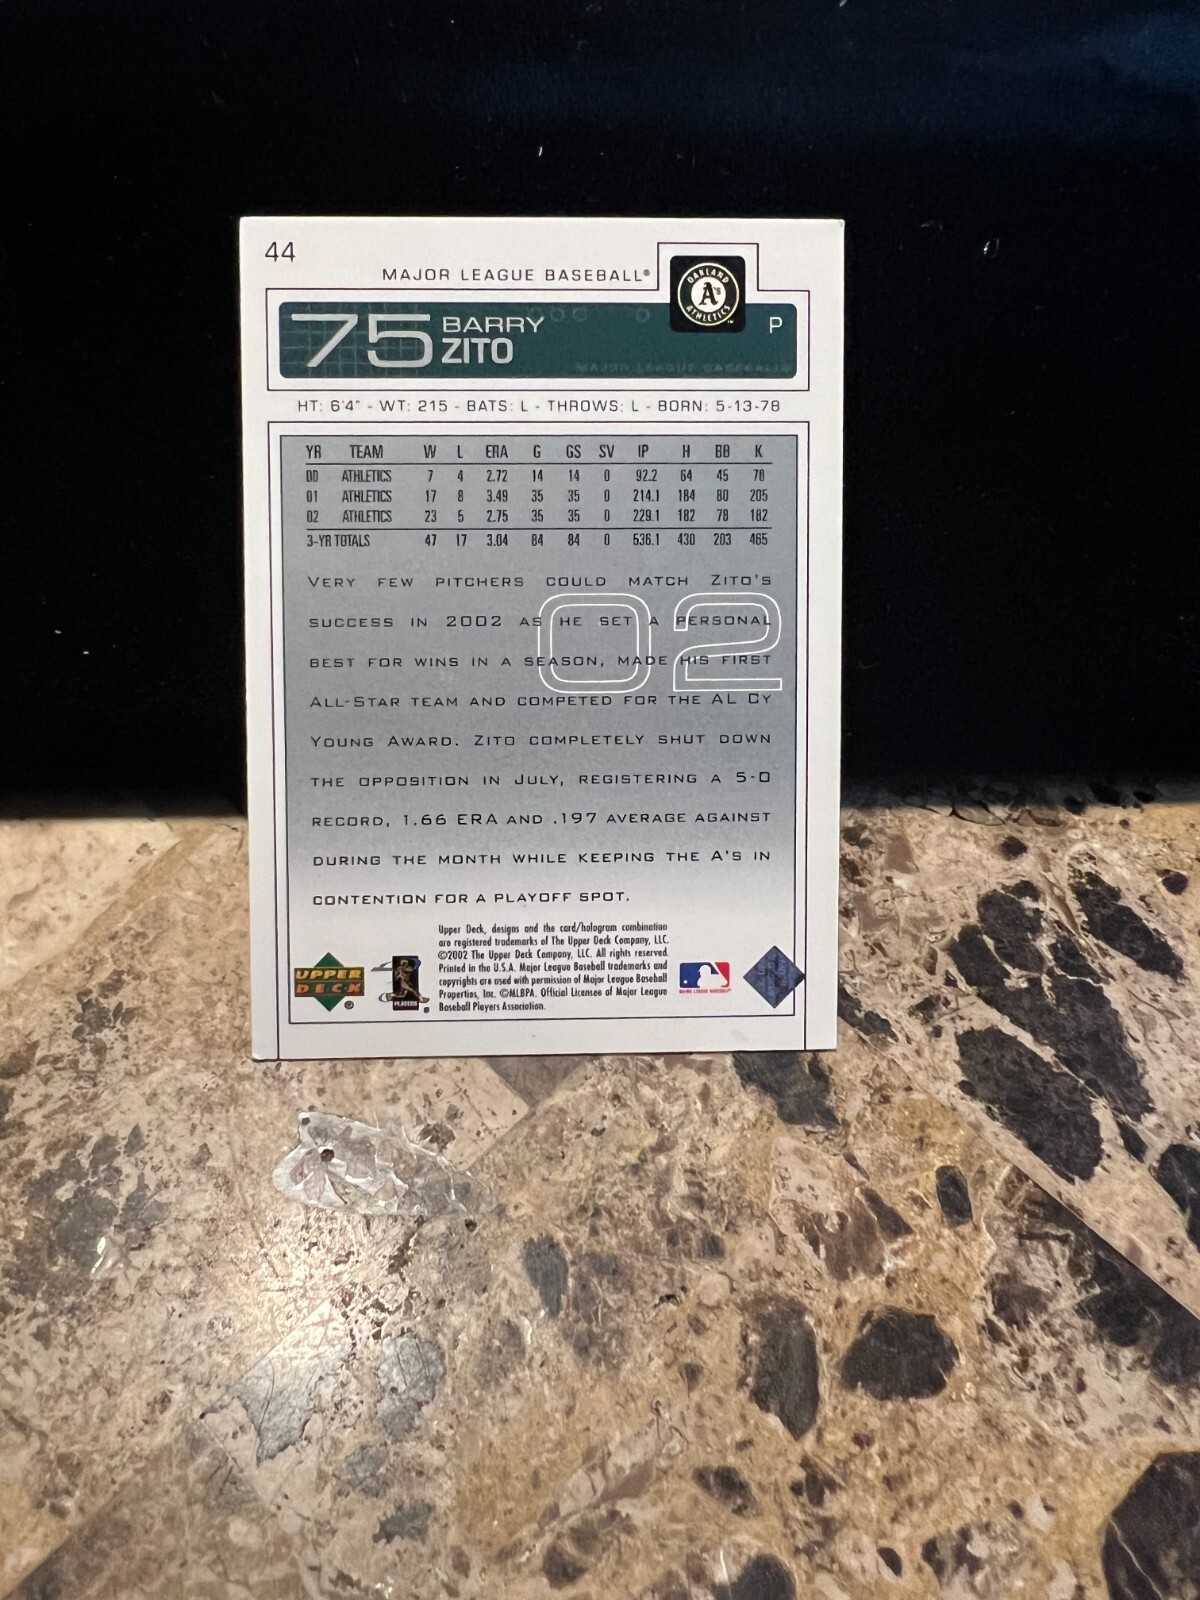 44
MAJOR LEAGUE BASEBALL®
OAKLAND
A's
ATHLETICS
75 BARRY
ZITO
P
MAJOR LEAGUE BASEBALL
HT: 6'4" - WT: 215 - BATS: L - THROWS: L - BORN: 5-13-78
YR TEAM W L ERA G GS SV IP H BB K
00 ATHLETICS 7 4 2.72 14 14 0 92.2 64 45 78
01 ATHLETICS 17 8 3.49 35 35 0 214.1 184 80 205
02 ATHLETICS 23 5 2.75 35 35 0 229.1 182 78 182
3-YR TOTALS 47 17 3.04 84 84 0 536.1 430 203 465
02
VERY FEW PITCHERS COULD MATCH ZITO'S
SUCCESS IN 2002 AS HE SET A PERSONAL
BEST FOR WINS IN A SEASON, MADE HIS FIRST
ALL-STAR TEAM AND COMPETED FOR THE AL CY
YOUNG AWARD. ZITO COMPLETELY SHUT DOWN
THE OPPOSITION IN JULY, REGISTERING A 5-0
RECORD, 1.66 ERA AND .197 AVERAGE AGAINST
DURING THE MONTH WHILE KEEPING THE A'S IN
CONTENTION FOR A PLAYOFF SPOT.
UPPER
DECK
®
PLAYERS
Upper Deck, designs and the card/hologram combination
are registered trademarks of The Upper Deck Company, LLC.
©2002 The Upper Deck Company, LLC. All rights reserved.
Printed in the U.S.A. Major League Baseball trademarks and
copyrights are used with permission of Major League Baseball
Properties, Inc. ©MLBPA. Official Licensee of Major League
Baseball Players Association.
MAJOR LEAGUE BASEBALL